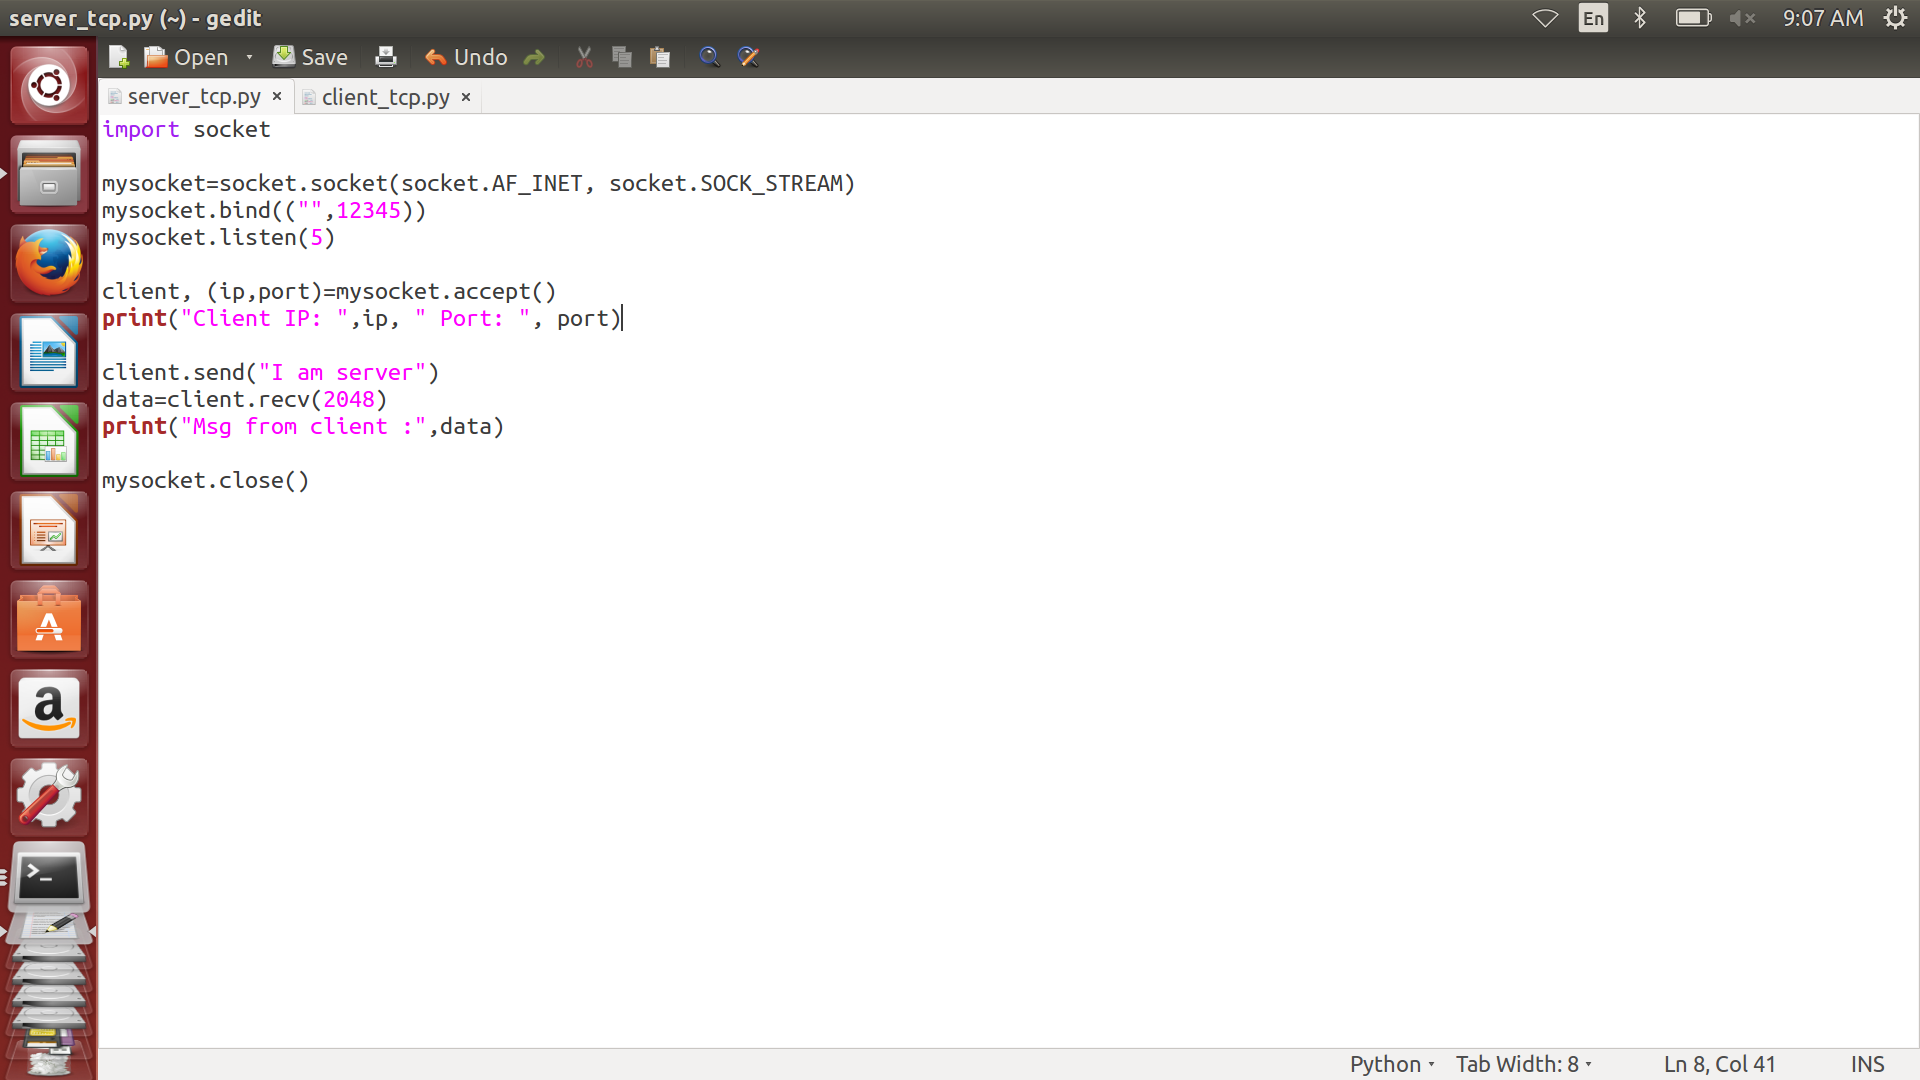 server_tcp.py (~) - gedit
En
9:07 AM
Open
Save
Undo
server_tcp.py ×
client_tcp.py ×
import socket
mysocket=socket.socket(socket.AF_INET, socket.SOCK_STREAM)
mysocket.bind(("",12345))
mysocket.listen(5)
client, (ip,port)=mysocket.accept()
print("Client IP: ",ip, " Port: ", port)
client.send("I am server")
data=client.recv(2048)
print("Msg from client :",data)
mysocket.close()
Python
Tab Width: 8
Ln 8, Col 41
INS